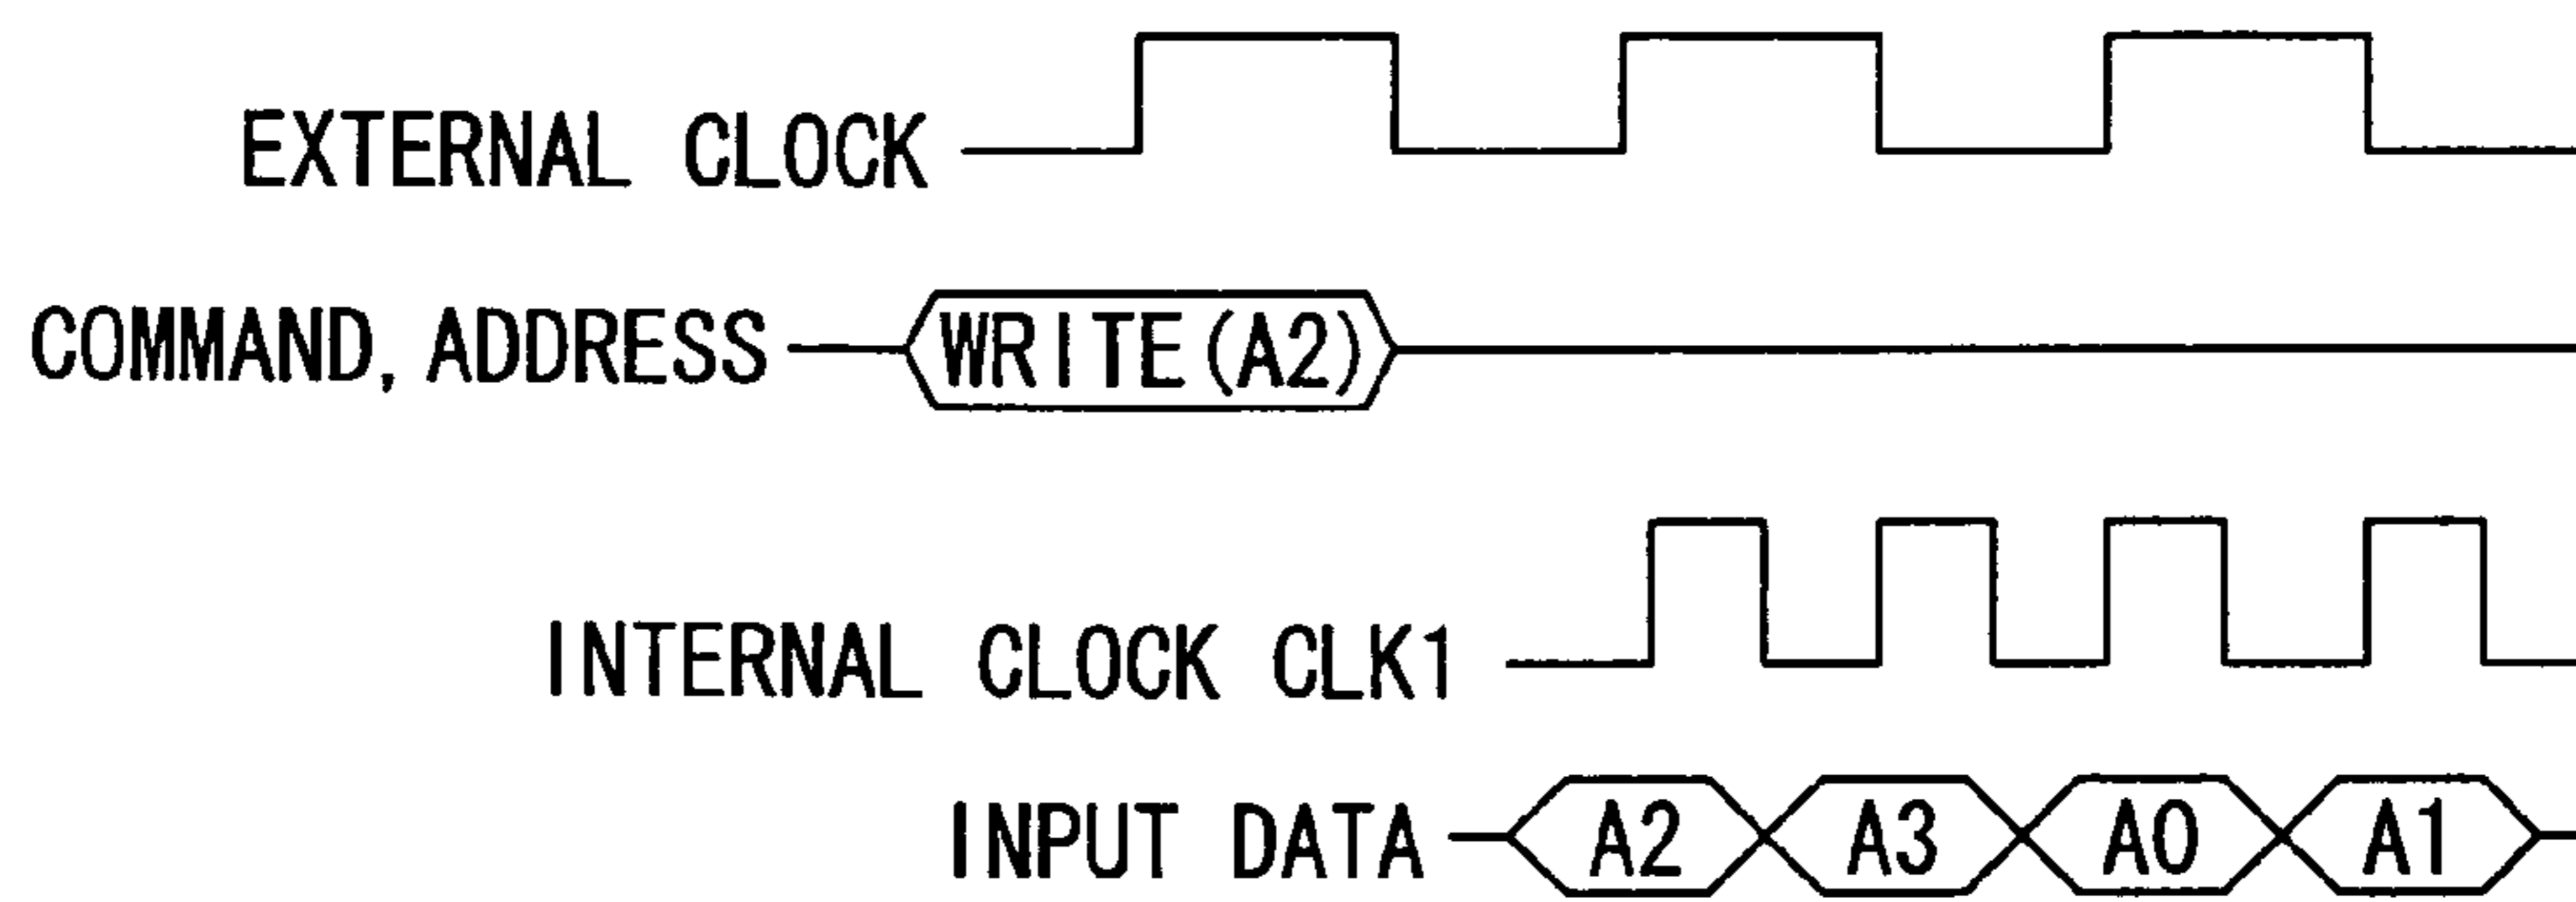 EXTERNAL CLOCK
COMMAND, ADDRESS WRITE(A2)
INTERNAL CLOCK CLK1
INPUT DATA A2 A3 A0 A1